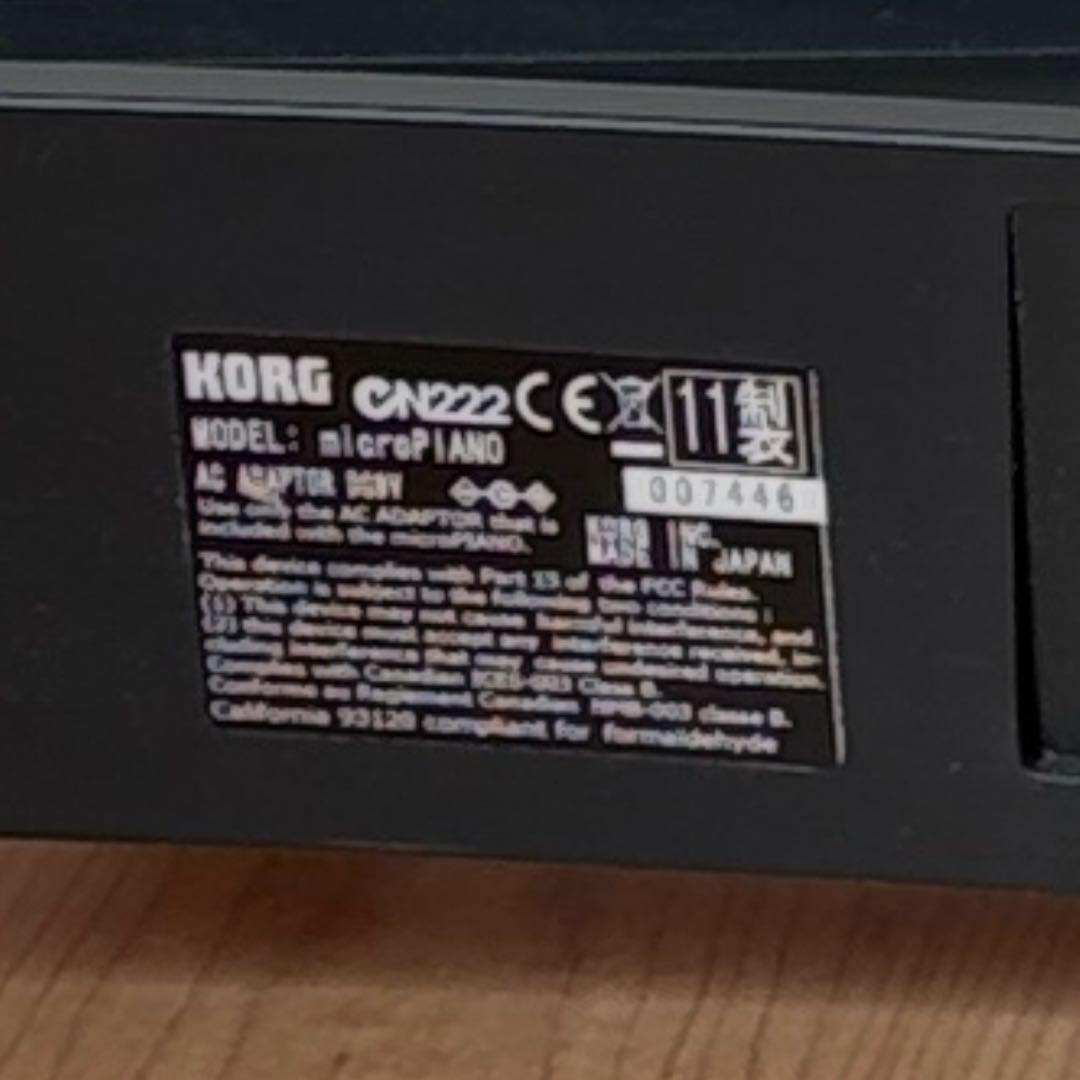 KORG CN222 CE 11製
MODEL: microPIANO
AC ADAPTOR DC9V
007446
Use only the AC ADAPTOR that is
included with the microPIANO.
KORG INC.
MADE IN JAPAN
This device complies with Part 15 of the FCC Rules.
Operation is subject to the following two conditions :
(1) This device may not cause harmful interference, and
(2) this device must accept any interference received, in-
cluding interference that may cause undesired operation.
Complies with Canadian ICES-003 Class B.
Conforme au Reglement Canadien NMB-003 classe B.
California 93120 compliant for formaldehyde